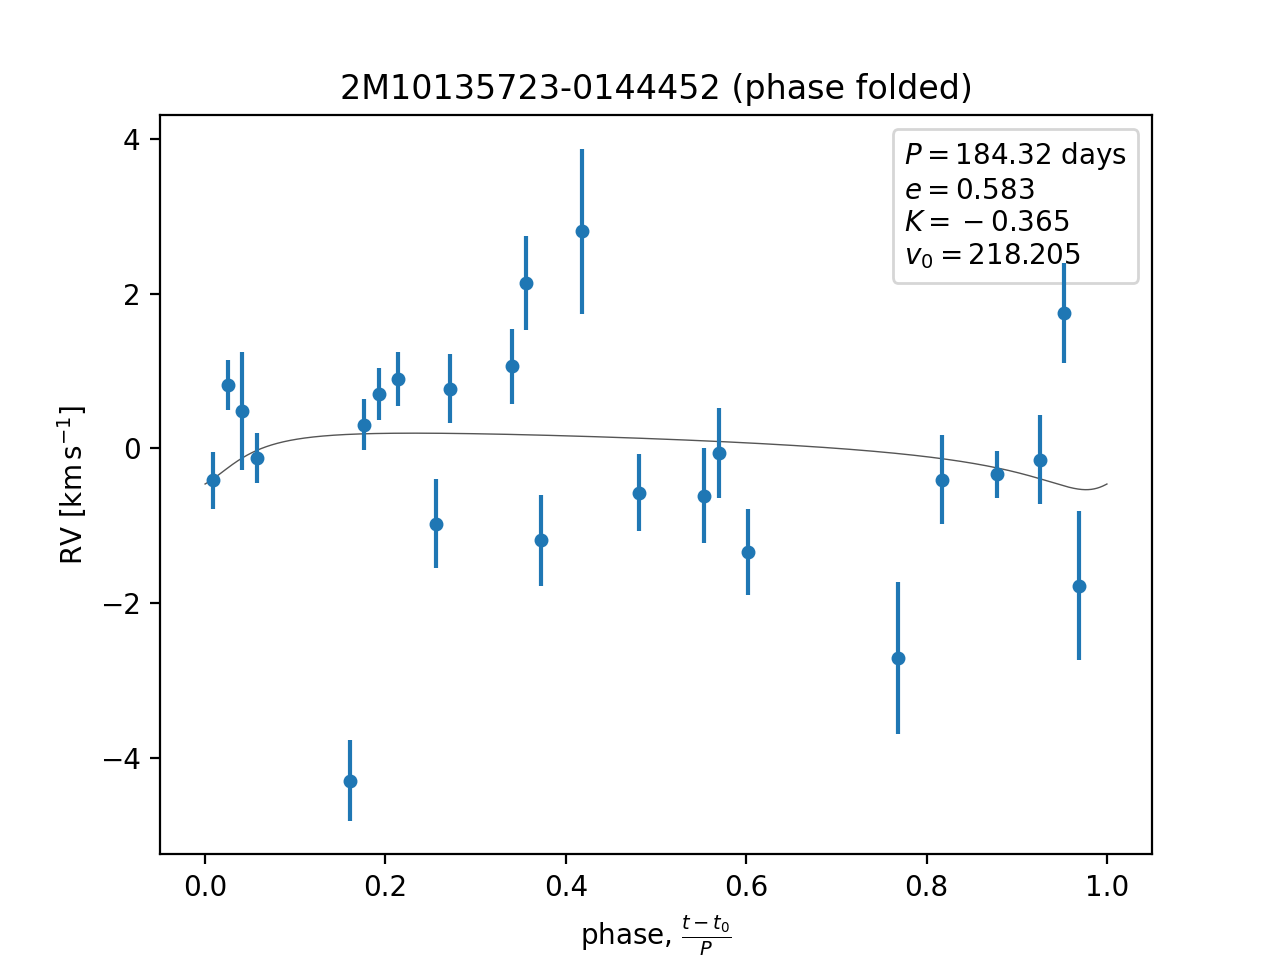 2M10135723-0144452 (phase folded)
P = 184.32 days
e = 0.583
K = −0.365
v₀ = 218.205
RV [km s⁻¹]
4
2
0
−2
−4
0.0 0.2 0.4 0.6 0.8 1.0
phase, (t − t₀)/P